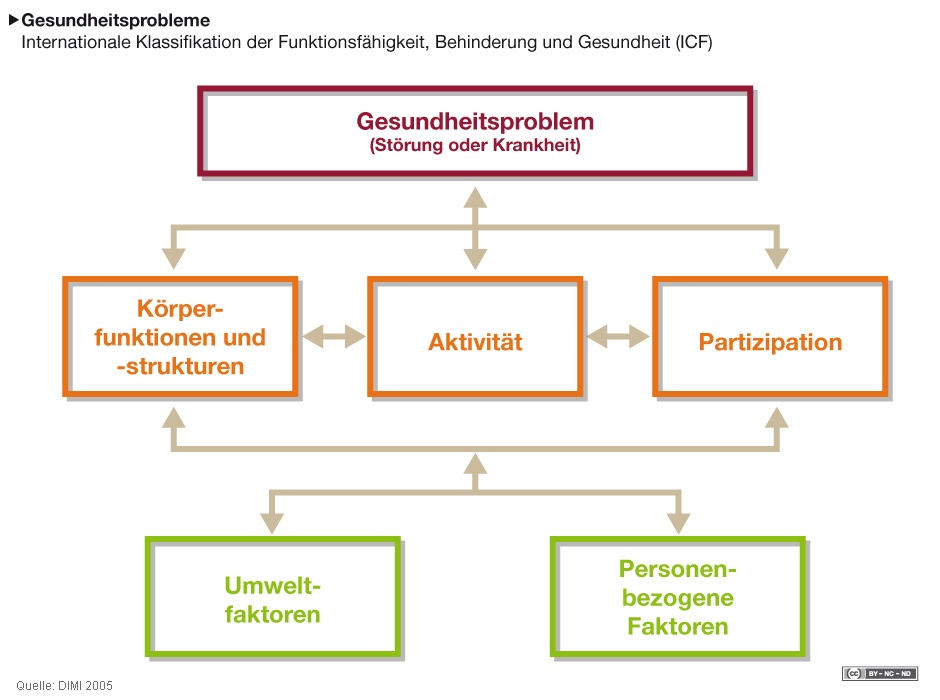 Gesundheitsprobleme
Internationale Klassifikation der Funktionsfähigkeit, Behinderung und Gesundheit (ICF)
Gesundheitsproblem
(Störung oder Krankheit)
Körper-
funktionen und
-strukturen
Aktivität
Partizipation
Umwelt-
faktoren
Personen-
bezogene
Faktoren
Quelle: DIMI 2005
cc BY - NC - ND